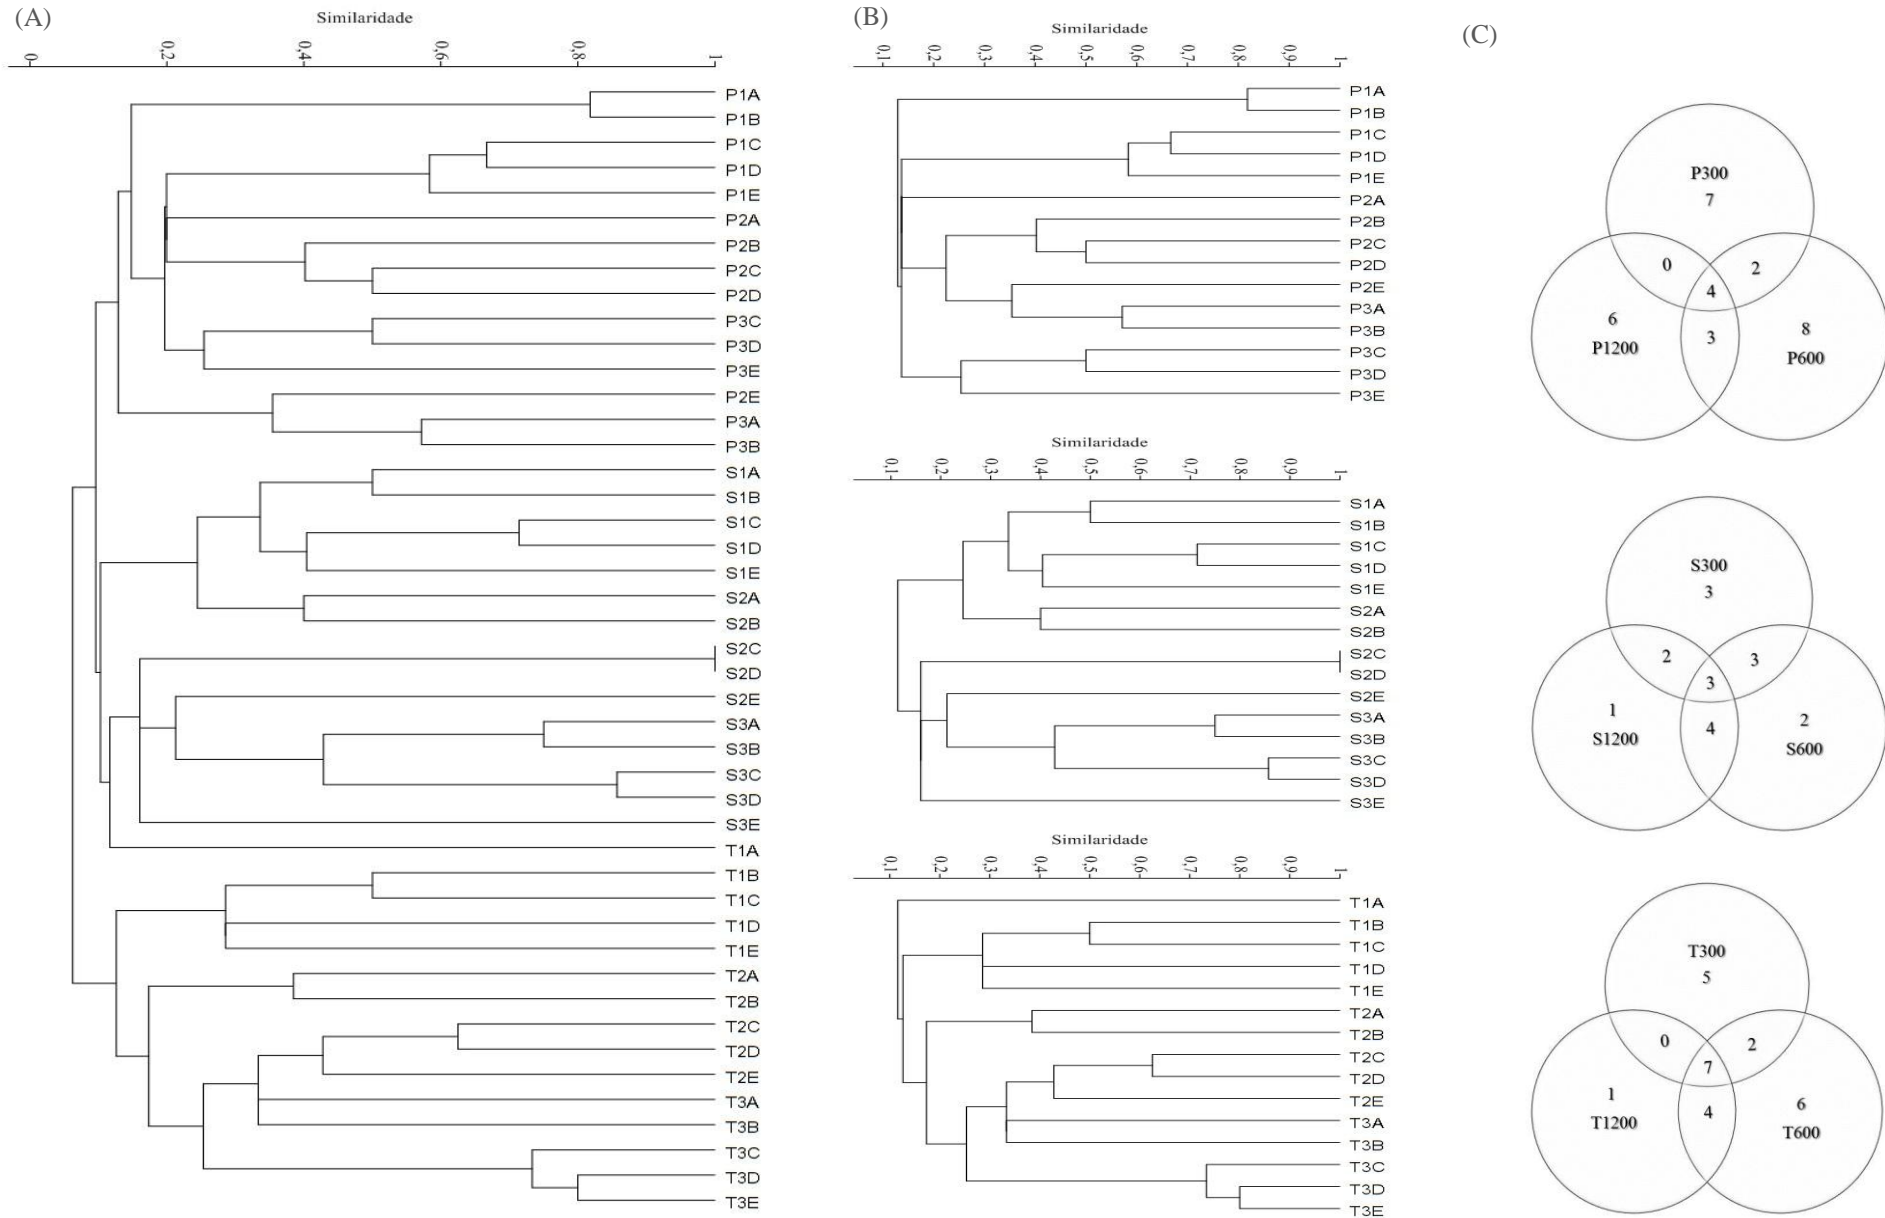 (A)
Similaridade
0 0,2 0,4 0,6 0,8 1
P1A
P1B
P1C
P1D
P1E
P2A
P2B
P2C
P2D
P3C
P3D
P3E
P2E
P3A
P3B
S1A
S1B
S1C
S1D
S1E
S2A
S2B
S2C
S2D
S2E
S3A
S3B
S3C
S3D
S3E
T1A
T1B
T1C
T1D
T1E
T2A
T2B
T2C
T2D
T2E
T3A
T3B
T3C
T3D
T3E
(B)
Similaridade
0,1 0,2 0,3 0,4 0,5 0,6 0,7 0,8 0,9 1
P1A
P1B
P1C
P1D
P1E
P2A
P2B
P2C
P2D
P2E
P3A
P3B
P3C
P3D
P3E
Similaridade
0,1 0,2 0,3 0,4 0,5 0,6 0,7 0,8 0,9 1
S1A
S1B
S1C
S1D
S1E
S2A
S2B
S2C
S2D
S2E
S3A
S3B
S3C
S3D
S3E
Similaridade
0,1 0,2 0,3 0,4 0,5 0,6 0,7 0,8 0,9 1
T1A
T1B
T1C
T1D
T1E
T2A
T2B
T2C
T2D
T2E
T3A
T3B
T3C
T3D
T3E
(C)
P300
7
0 2
4
6 3 8
P1200 P600
S300
3
2 3
3
1 4 2
S1200 S600
T300
5
0 2
7
1 4 6
T1200 T600